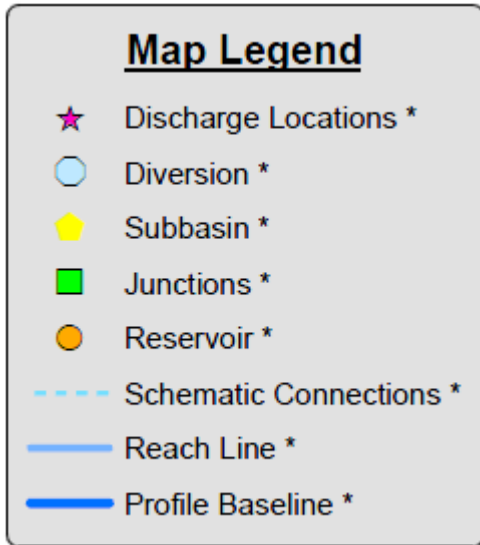 Map Legend
Discharge Locations *
Diversion *
Subbasin *
Junctions *
Reservoir *
Schematic Connections *
Reach Line *
Profile Baseline *